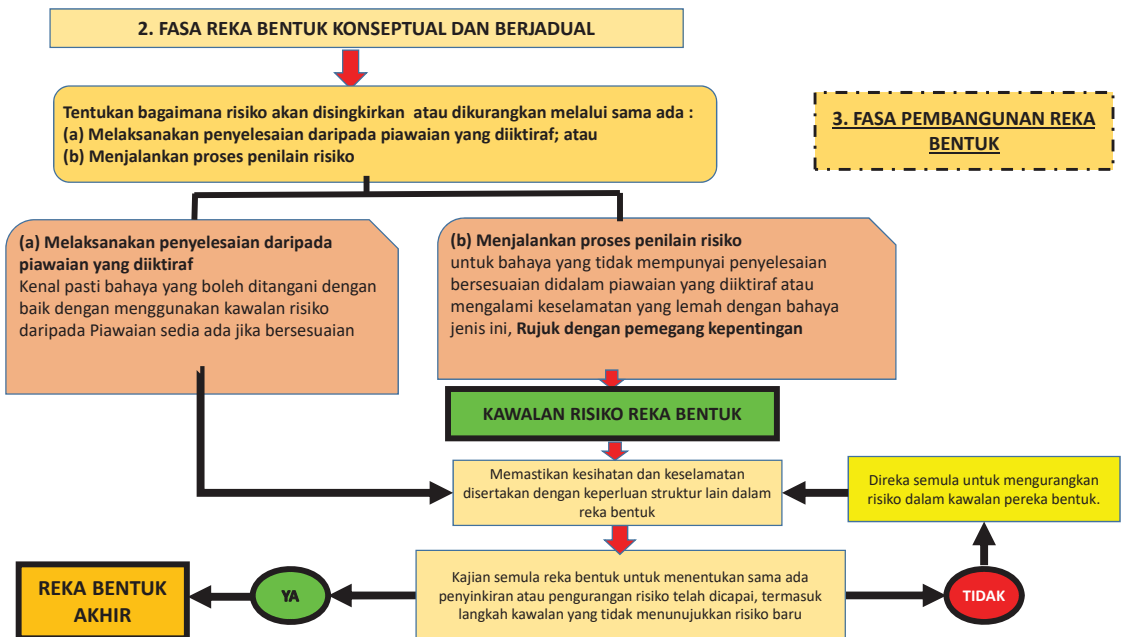 2. FASA REKA BENTUK KONSEPTUAL DAN BERJADUAL
Tentukan bagaimana risiko akan disingkirkan atau dikurangkan melalui sama ada :
(a) Melaksanakan penyelesaian daripada piawaian yang diiktiraf; atau
(b) Menjalankan proses penilain risiko
3. FASA PEMBANGUNAN REKA
BENTUK
(a) Melaksanakan penyelesaian daripada
piawaian yang diiktiraf
Kenal pasti bahaya yang boleh ditangani dengan
baik dengan menggunakan kawalan risiko
daripada Piawaian sedia ada jika bersesuaian
(b) Menjalankan proses penilain risiko
untuk bahaya yang tidak mempunyai penyelesaian
bersesuaian didalam piawaian yang diiktiraf atau
mengalami keselamatan yang lemah dengan bahaya
jenis ini, Rujuk dengan pemegang kepentingan
KAWALAN RISIKO REKA BENTUK
Memastikan kesihatan dan keselamatan
disertakan dengan keperluan struktur lain dalam
reka bentuk
Direka semula untuk mengurangkan
risiko dalam kawalan pereka bentuk.
REKA BENTUK
AKHIR
YA
Kajian semula reka bentuk untuk menentukan sama ada
penyinkiran atau pengurangan risiko telah dicapai, termasuk
langkah kawalan yang tidak menunujukkan risiko baru
TIDAK